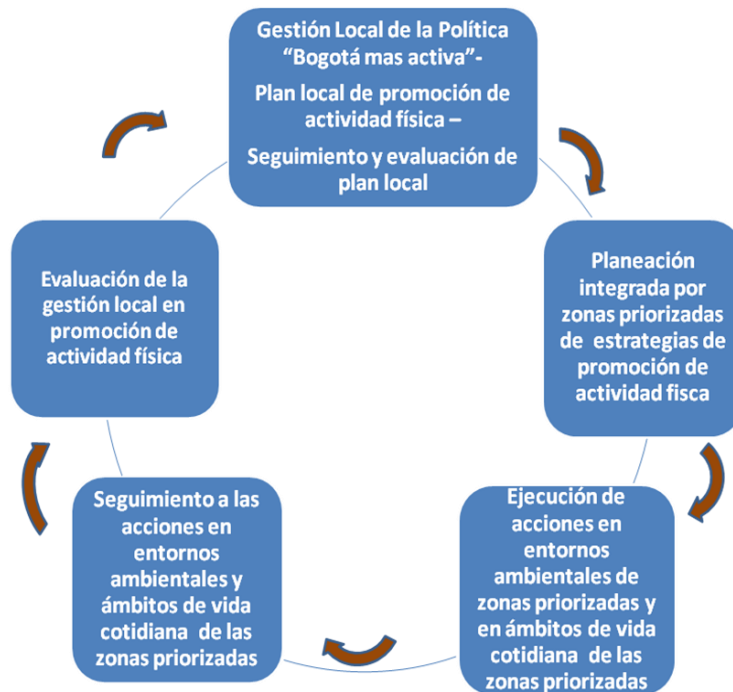 Gestión Local de la Política
“Bogotá mas activa”-
Plan local de promoción de
actividad física –
Seguimiento y evaluación de
plan local
Planeación
integrada por
zonas priorizadas
de estrategias de
promoción de
actividad fisca
Ejecución de
acciones en
entornos
ambientales de
zonas priorizadas y
en ámbitos de vida
cotidiana de las
zonas priorizadas
Seguimiento a las
acciones en
entornos
ambientales y
ámbitos de vida
cotidiana de las
zonas priorizadas
Evaluación de la
gestión local en
promoción de
actividad física